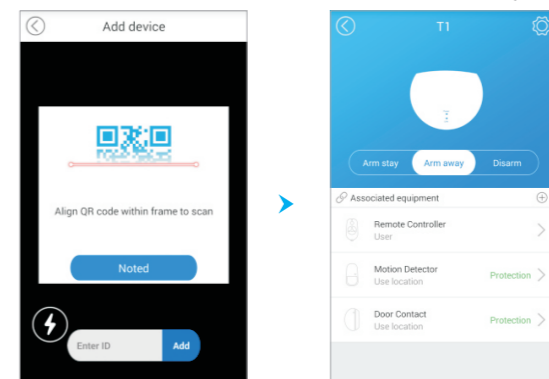 Add device
Align QR code within frame to scan
Noted
Enter ID
Add
T1
Arm stay
Arm away
Disarm
Associated equipment
Remote Controller
User
Motion Detector
Use location
Protection
Door Contact
Use location
Protection